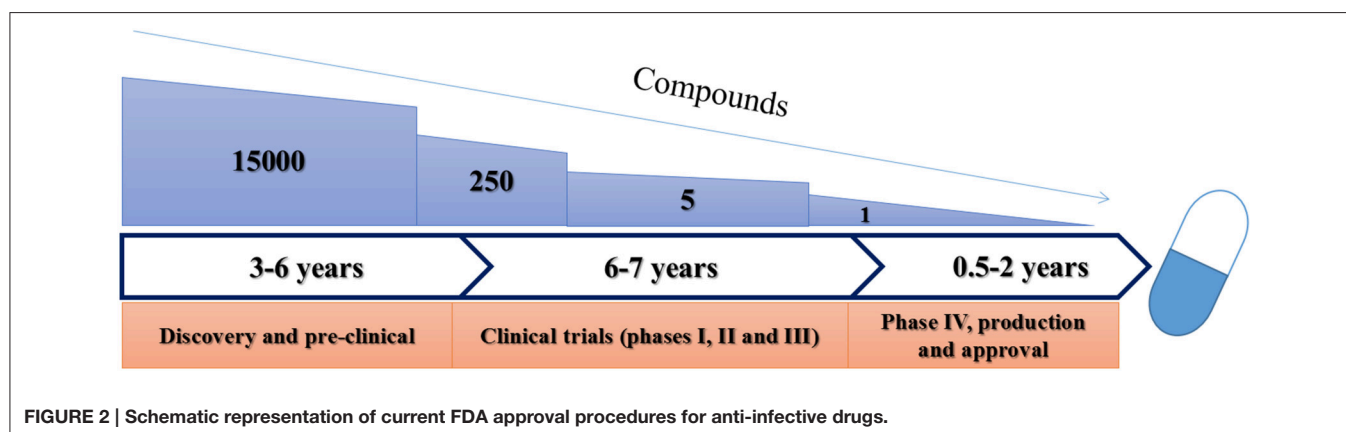 Compounds
15000
250
5
1
3-6 years
6-7 years
0.5-2 years
Discovery and pre-clinical
Clinical trials (phases I, II and III)
Phase IV, production
and approval
FIGURE 2 | Schematic representation of current FDA approval procedures for anti-infective drugs.